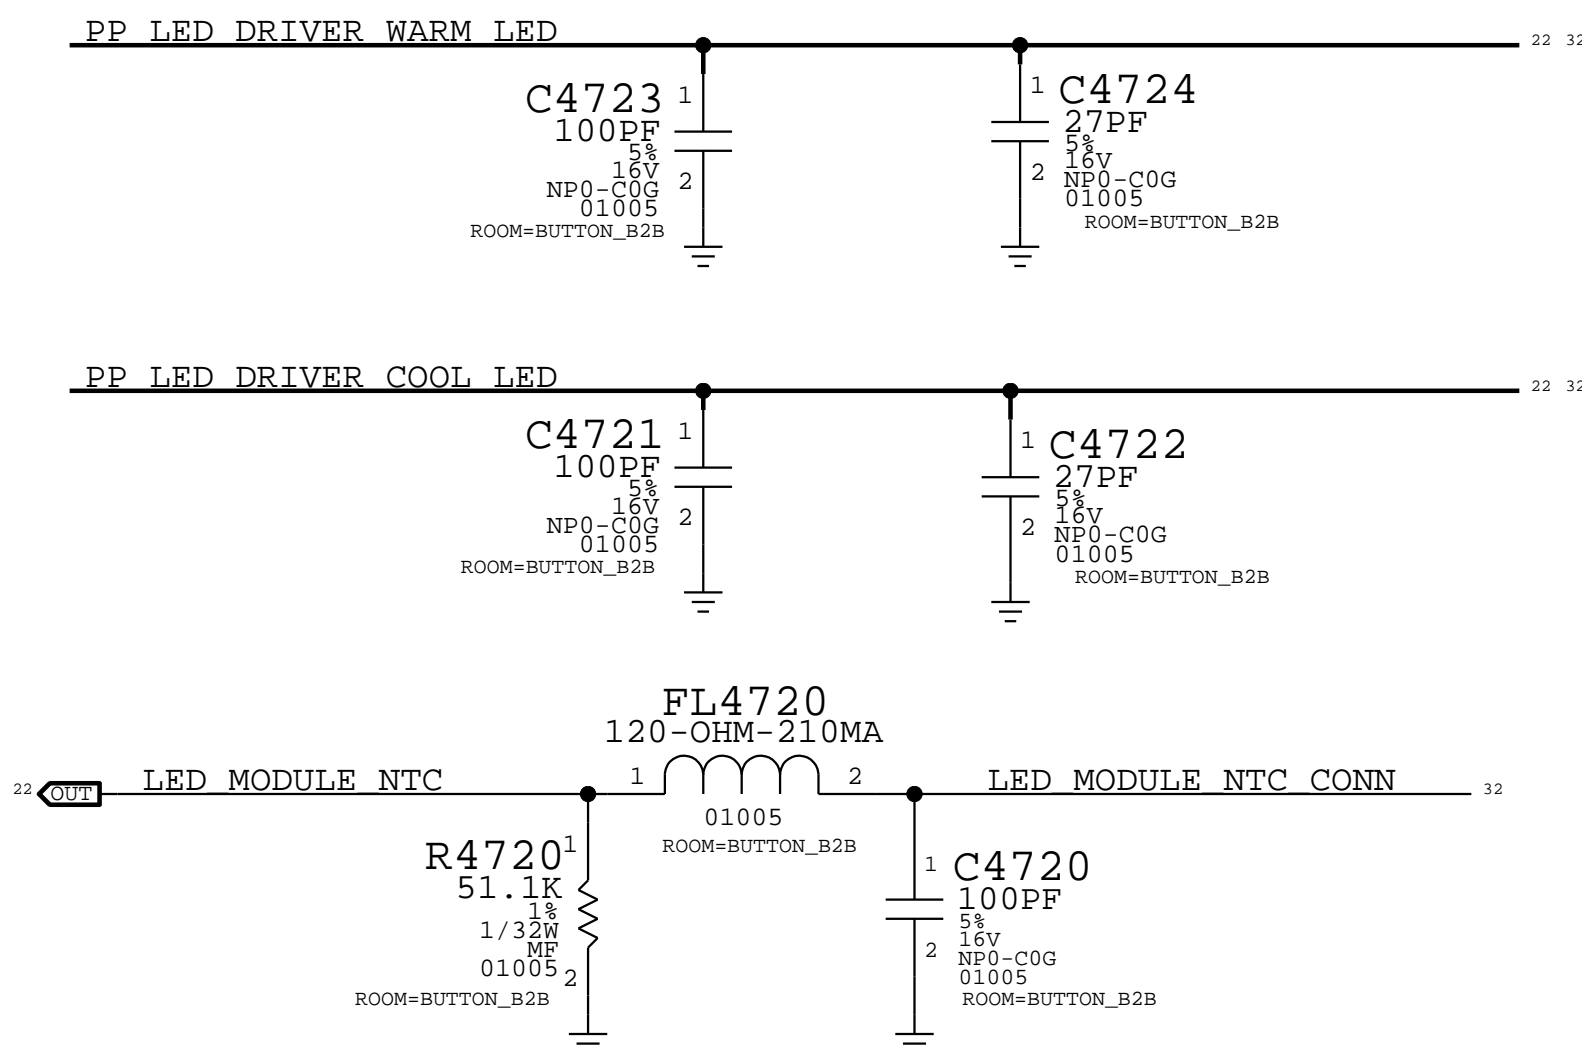 PP_LED_DRIVER_WARM_LED
22 32
C4723
1
100PF
5%
16V
NP0-C0G
2
01005
ROOM=BUTTON_B2B
1
C4724
27PF
5%
16V
2
NP0-C0G
01005
ROOM=BUTTON_B2B
PP_LED_DRIVER_COOL_LED
22 32
C4721
1
100PF
5%
16V
NP0-C0G
2
01005
ROOM=BUTTON_B2B
1
C4722
27PF
5%
16V
2
NP0-C0G
01005
ROOM=BUTTON_B2B
FL4720
120-OHM-210MA
22
OUT
LED_MODULE_NTC
1
2
LED_MODULE_NTC_CONN
32
01005
ROOM=BUTTON_B2B
R4720
1
51.1K
1%
1/32W
MF
01005
2
ROOM=BUTTON_B2B
1
C4720
100PF
5%
16V
2
NP0-C0G
01005
ROOM=BUTTON_B2B